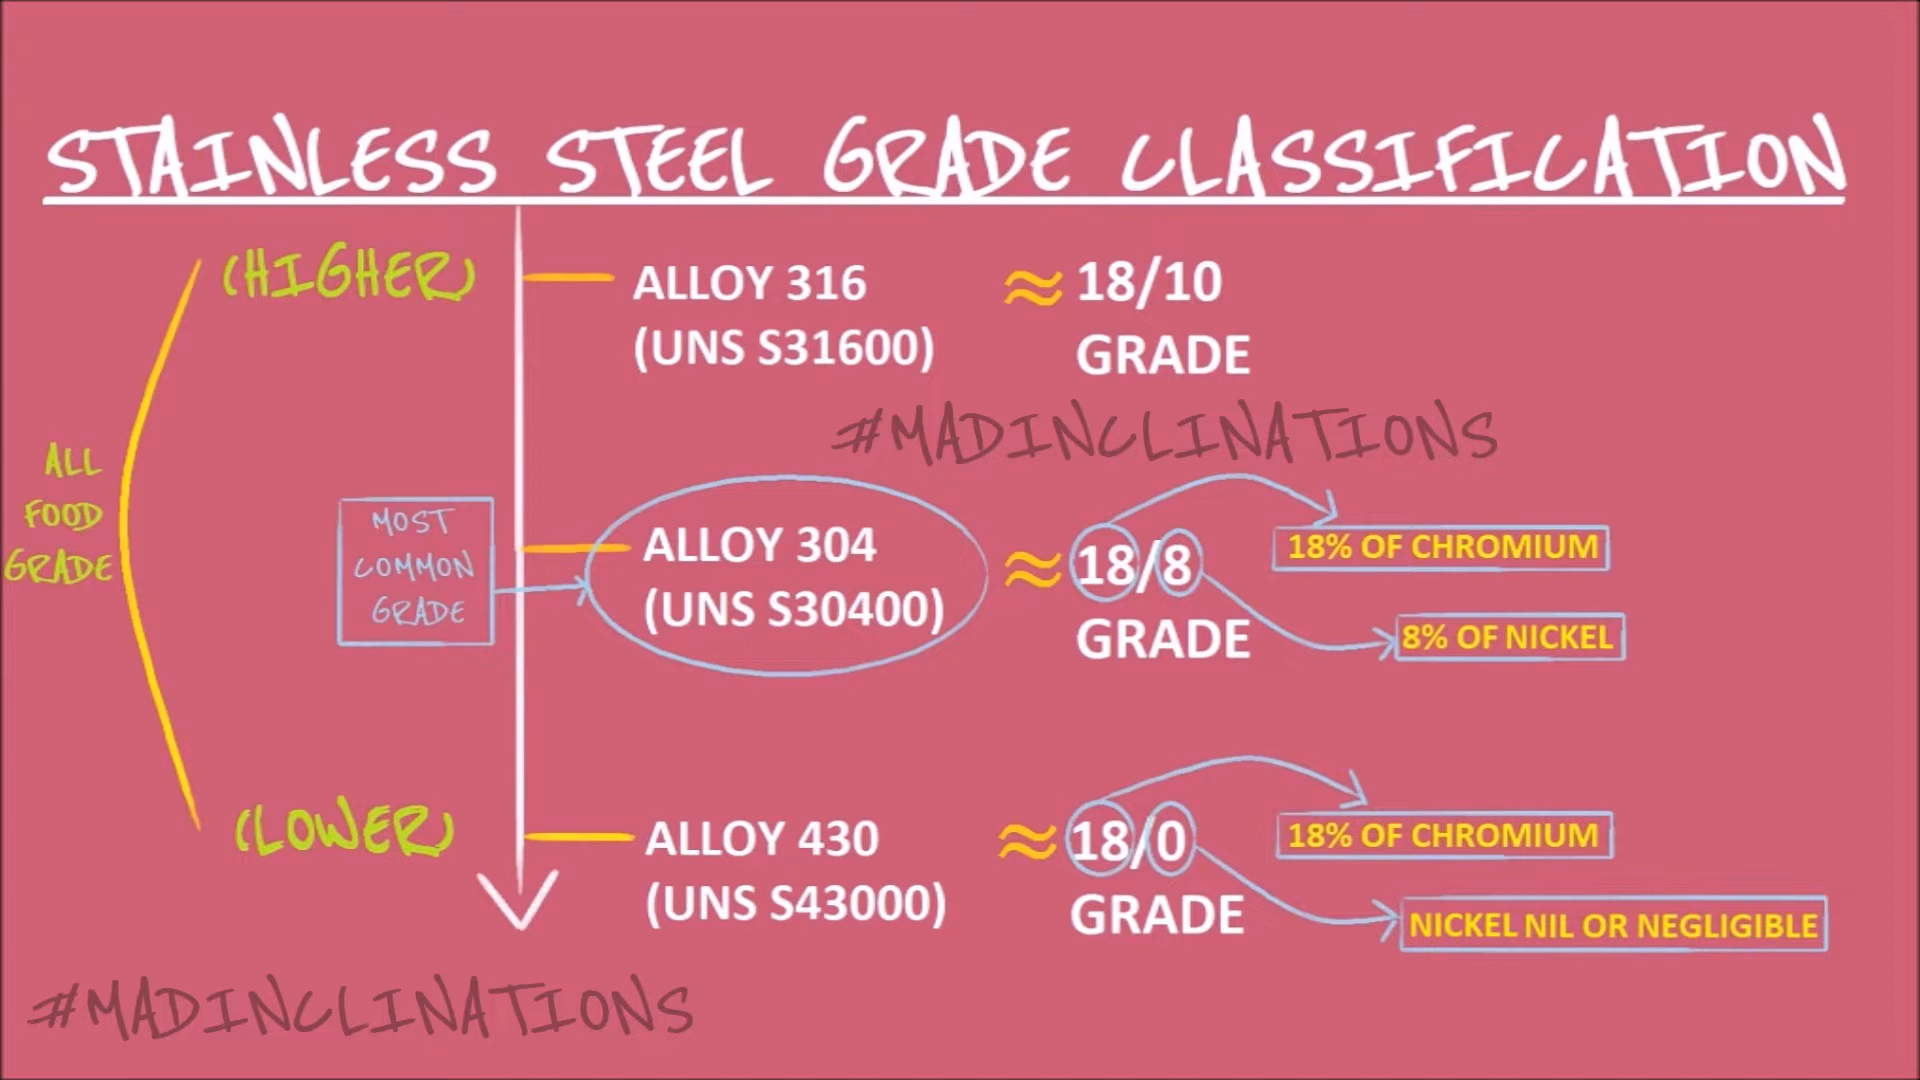 STAINLESS STEEL GRADE CLASSIFICATION
(HIGHER)
ALLOY 316
(UNS S31600)
≈ 18/10
GRADE
#MADINCLINATIONS
ALL
FOOD
GRADE
MOST
COMMON
GRADE
ALLOY 304
(UNS S30400)
≈ 18/8
GRADE
18% OF CHROMIUM
8% OF NICKEL
(LOWER)
ALLOY 430
(UNS S43000)
≈ 18/0
GRADE
18% OF CHROMIUM
NICKEL NIL OR NEGLIGIBLE
#MADINCLINATIONS